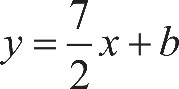 y = 7/2 x + b